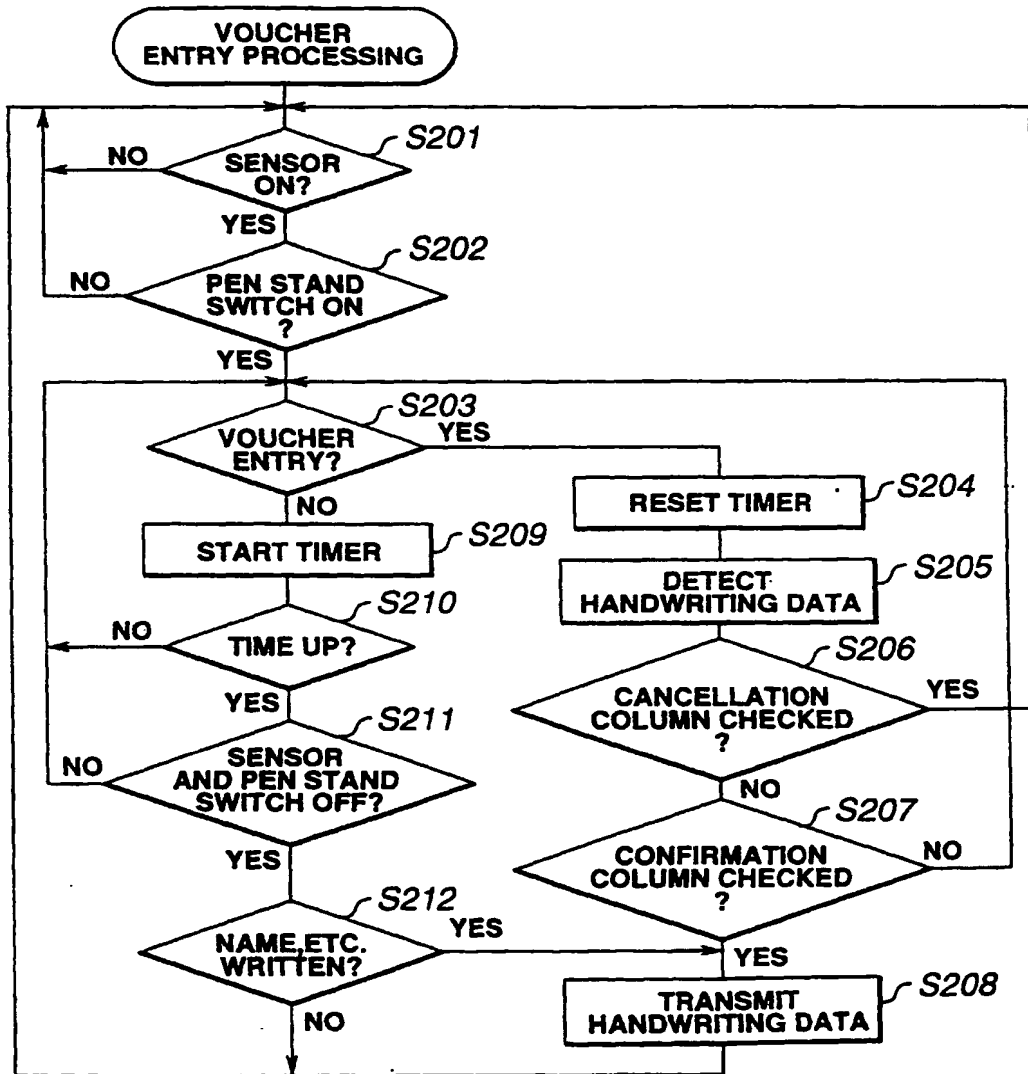 VOUCHER
ENTRY PROCESSING
S201
NO
SENSOR
ON?
YES
S202
NO
PEN STAND
SWITCH ON
?
YES
S203
VOUCHER
ENTRY?
YES
NO
S204
RESET TIMER
S209
START TIMER
S205
DETECT
HANDWRITING DATA
S210
NO
TIME UP?
YES
S206
CANCELLATION
COLUMN CHECKED
?
YES
NO
S211
SENSOR
AND PEN STAND
SWITCH OFF?
NO
YES
S207
CONFIRMATION
COLUMN CHECKED
?
NO
YES
S212
NAME,ETC.
WRITTEN?
YES
NO
S208
TRANSMIT
HANDWRITING DATA